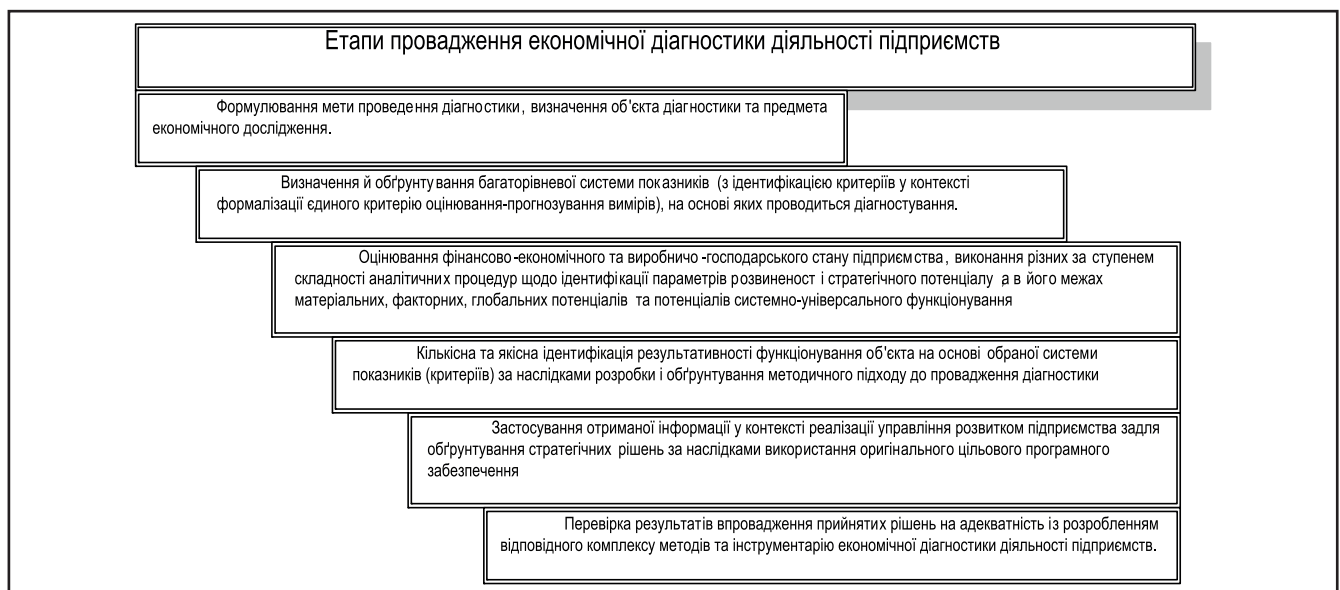 Етапи провадження економічної діагностики діяльності підприємств
Формулювання мети проведення діагностики, визначення об'єкта діагностики та предмета
економічного дослідження.
Визначення й обґрунтування багаторівневої системи показників (з ідентифікацією критеріїв у контексті
формалізації єдиного критерію оцінювання-прогнозування вимірів), на основі яких проводиться діагностування.
Оцінювання фінансово-економічного та виробничо-господарського стану підприємства, виконання різних за ступенем
складності аналітичних процедур щодо ідентифікації параметрів розвиненості стратегічного потенціалу а в його межах
матеріальних, факторних, глобальних потенціалів та потенціалів системно-універсального функціонування
Кількісна та якісна ідентифікація результативності функціонування об'єкта на основі обраної системи
показників (критеріїв) за наслідками розробки і обґрунтування методичного підходу до провадження діагностики
Застосування отриманої інформації у контексті реалізації управління розвитком підприємства задля
обґрунтування стратегічних рішень за наслідками використання оригінального цільового програмного
забезпечення
Перевірка результатів впровадження прийнятих рішень на адекватність із розробленням
відповідного комплексу методів та інструментарію економічної діагностики діяльності підприємств.